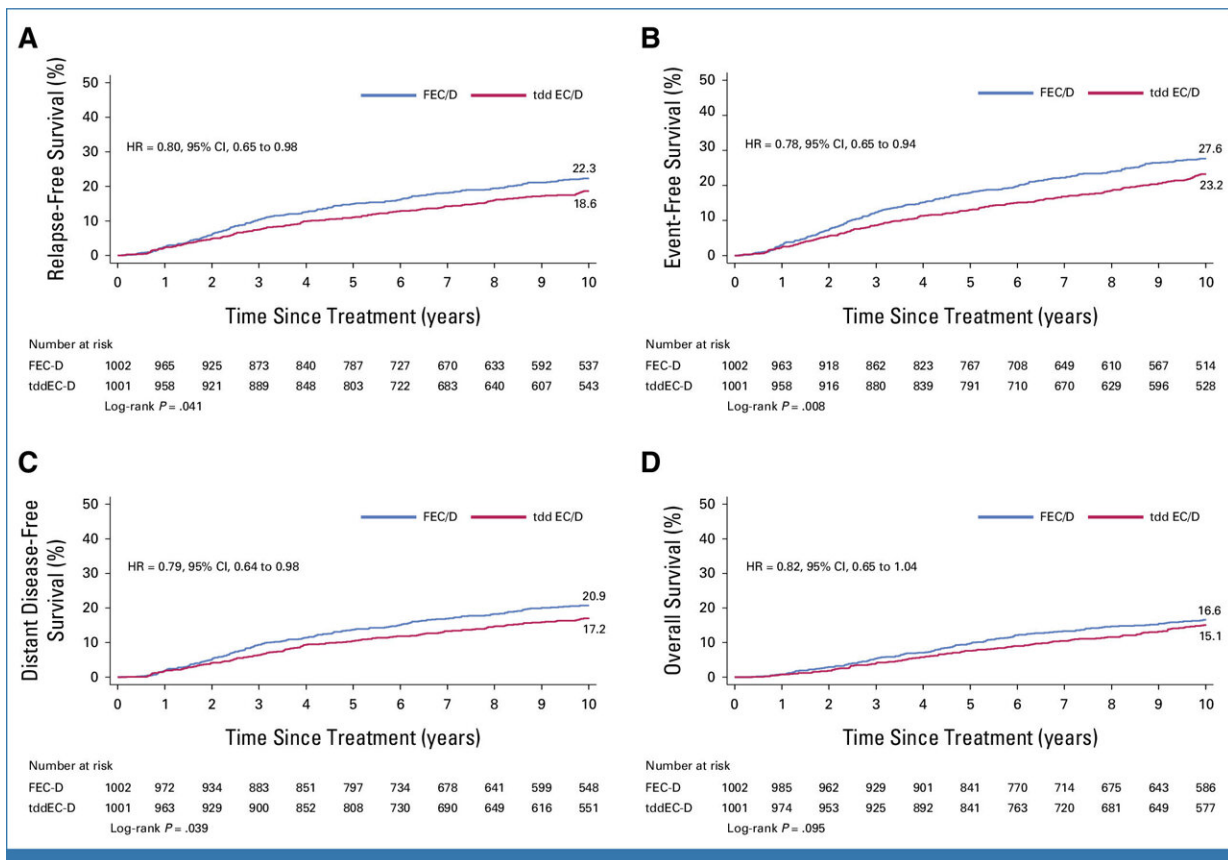 A
Relapse-Free Survival (%)
50
40
30
20
10
0
FEC/D
tdd EC/D
HR = 0.80, 95% CI, 0.65 to 0.98
22.3
18.6
0 1 2 3 4 5 6 7 8 9 10
Time Since Treatment (years)
Number at risk
FEC-D 1002 965 925 873 840 787 727 670 633 592 537
tddEC-D 1001 958 921 889 848 803 722 683 640 607 543
Log-rank P = .041
B
Event-Free Survival (%)
50
40
30
20
10
0
FEC/D
tdd EC/D
HR = 0.78, 95% CI, 0.65 to 0.94
27.6
23.2
0 1 2 3 4 5 6 7 8 9 10
Time Since Treatment (years)
Number at risk
FEC-D 1002 963 918 862 823 767 708 649 610 567 514
tddEC-D 1001 958 916 880 839 791 710 670 629 596 528
Log-rank P = .008
C
Distant Disease-Free
Survival (%)
50
40
30
20
10
0
FEC/D
tdd EC/D
HR = 0.79, 95% CI, 0.64 to 0.98
20.9
17.2
0 1 2 3 4 5 6 7 8 9 10
Time Since Treatment (years)
Number at risk
FEC-D 1002 972 934 883 851 797 734 678 641 599 548
tddEC-D 1001 963 929 900 852 808 730 690 649 616 551
Log-rank P = .039
D
Overall Survival (%)
50
40
30
20
10
0
FEC/D
tdd EC/D
HR = 0.82, 95% CI, 0.65 to 1.04
16.6
15.1
0 1 2 3 4 5 6 7 8 9 10
Time Since Treatment (years)
Number at risk
FEC-D 1002 985 962 929 901 841 770 714 675 643 586
tddEC-D 1001 974 953 925 892 841 763 720 681 649 577
Log-rank P = .095